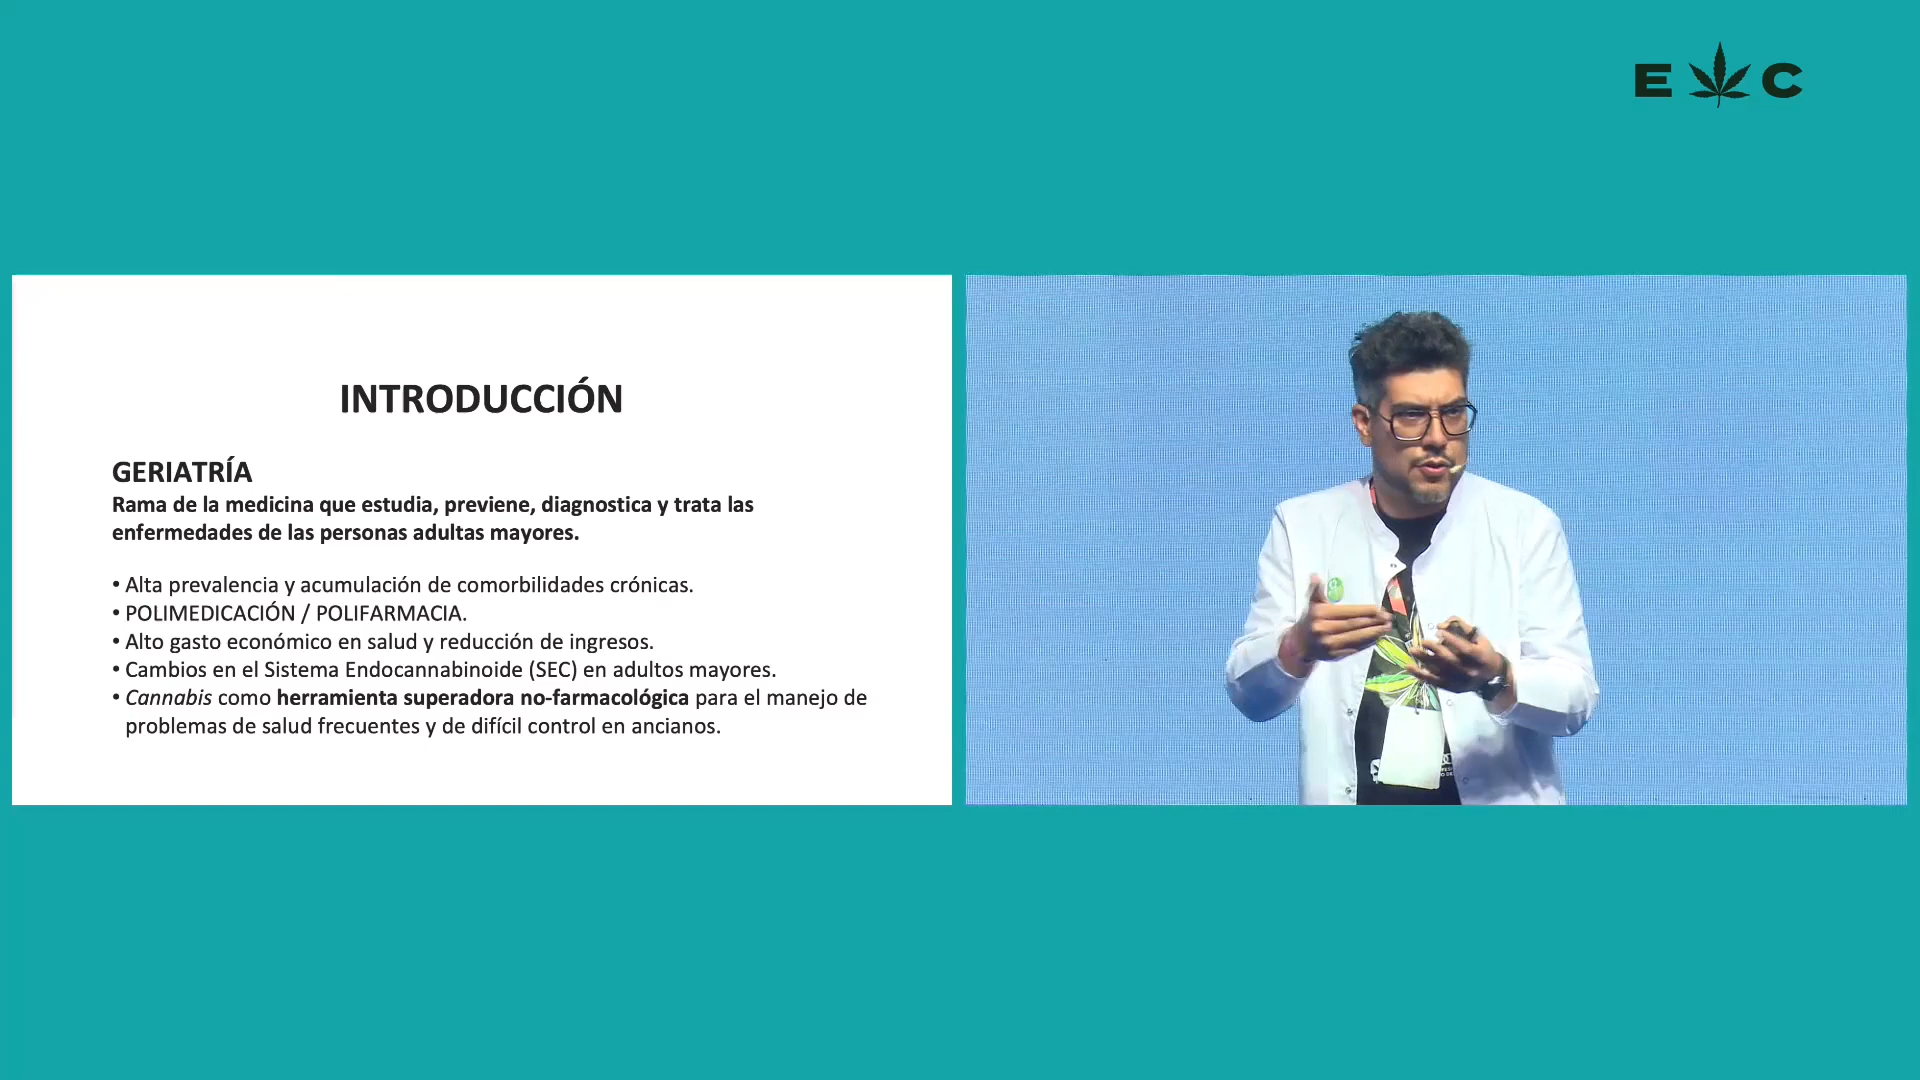 E C
INTRODUCCIÓN
GERIATRÍA
Rama de la medicina que estudia, previene, diagnostica y trata las
enfermedades de las personas adultas mayores.
• Alta prevalencia y acumulación de comorbilidades crónicas.
• POLIMEDICACIÓN / POLIFARMACIA.
• Alto gasto económico en salud y reducción de ingresos.
• Cambios en el Sistema Endocannabinoide (SEC) en adultos mayores.
• Cannabis como herramienta superadora no-farmacológica para el manejo de
problemas de salud frecuentes y de difícil control en ancianos.